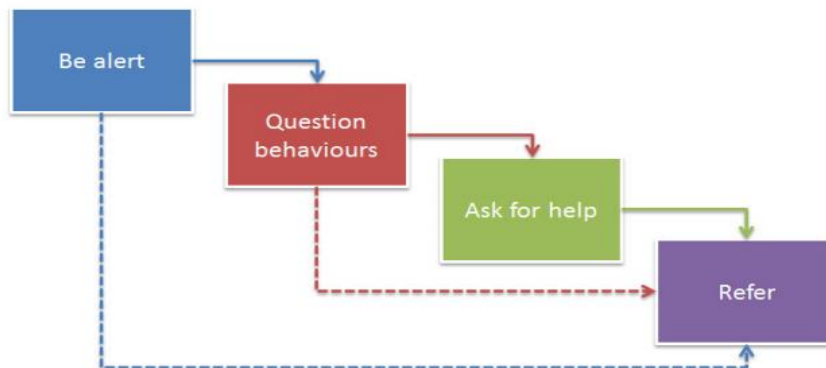 Be alert
Question
behaviours
Ask for help
Refer